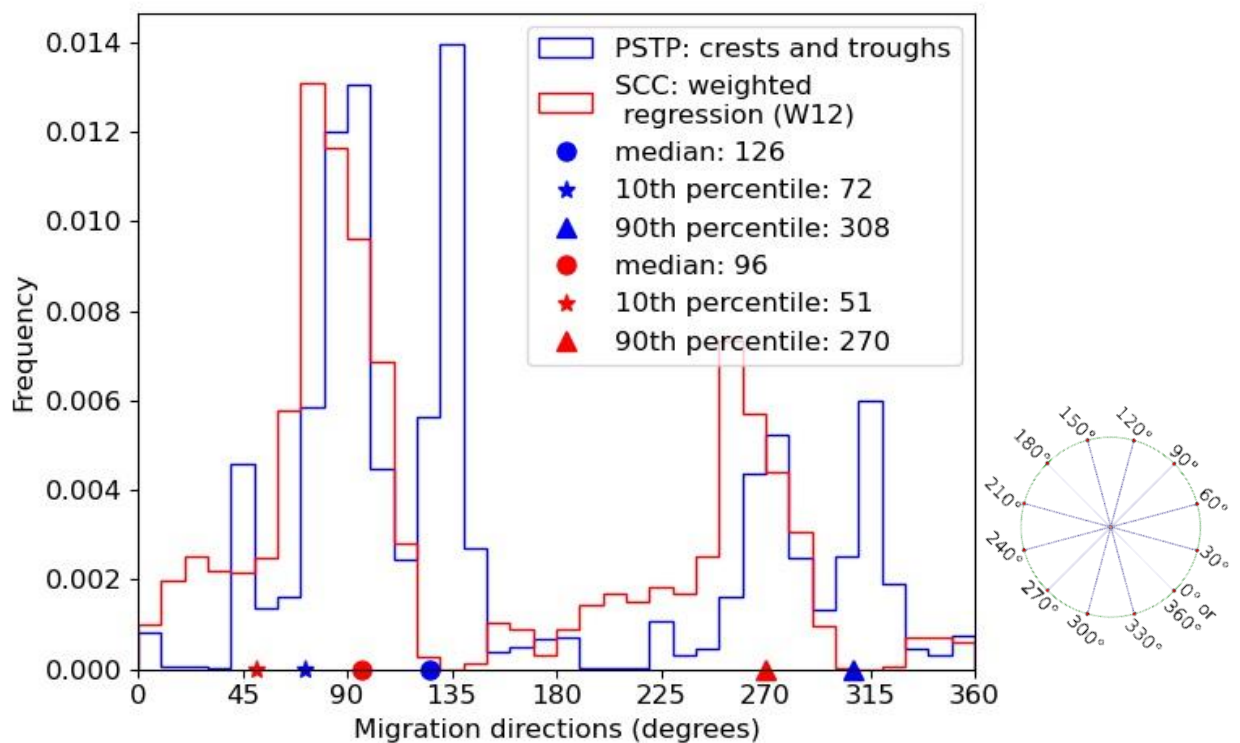 0.014
0.012
0.010
0.008
0.006
0.004
0.002
0.000
Frequency
PSTP: crests and troughs
SCC: weighted
regression (W12)
median: 126
10th percentile: 72
90th percentile: 308
median: 96
10th percentile: 51
90th percentile: 270
0 45 90 135 180 225 270 315 360
Migration directions (degrees)
150° 120°
180° 90°
210° 60°
240° 30°
270° 0° or
300° 330° 360°